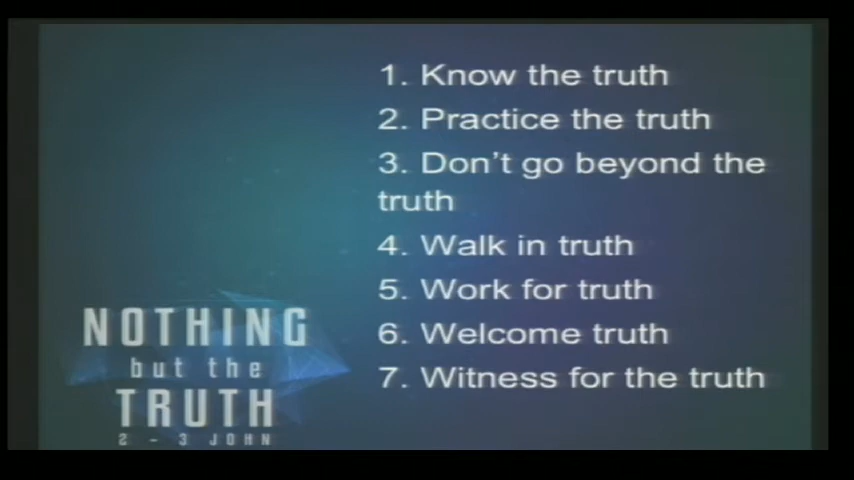 1. Know the truth
2. Practice the truth
3. Don't go beyond the
truth
4. Walk in truth
5. Work for truth
6. Welcome truth
7. Witness for the truth
NOTHING
but the
TRUTH
2 - 3 JOHN